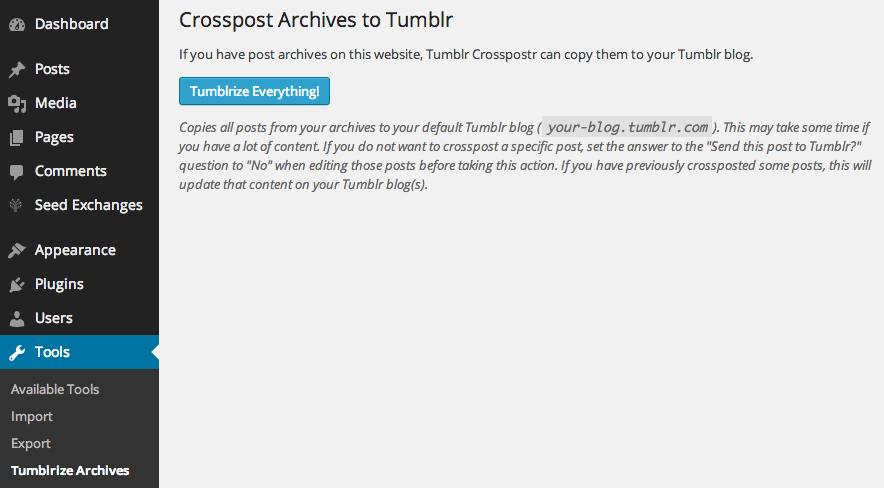 Dashboard
Posts
Media
Pages
Comments
Seed Exchanges
Appearance
Plugins
Users
Tools
Available Tools
Import
Export
Tumblrize Archives
Crosspost Archives to Tumblr
If you have post archives on this website, Tumblr Crosspostr can copy them to your Tumblr blog.
Tumblrize Everything!
Copies all posts from your archives to your default Tumblr blog ( your-blog.tumblr.com ). This may take some time if
you have a lot of content. If you do not want to crosspost a specific post, set the answer to the "Send this post to Tumblr?"
question to "No" when editing those posts before taking this action. If you have previously crossposted some posts, this will
update that content on your Tumblr blog(s).